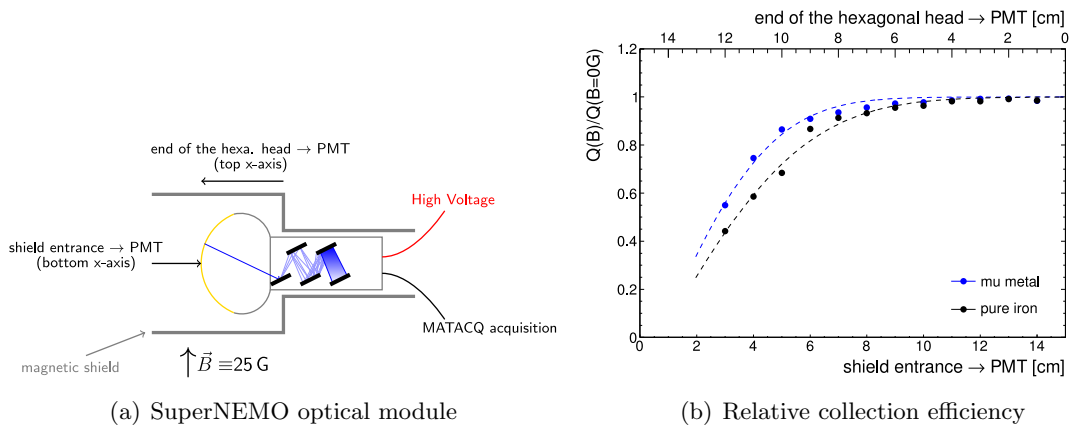 end of the hexa. head → PMT
(top x-axis)
High Voltage
shield entrance → PMT
(bottom x-axis)
MATACQ acquisition
magnetic shield
B⃗ ≡25 G
(a) SuperNEMO optical module
end of the hexagonal head → PMT [cm]
14 12 10 8 6 4 2 0
Q(B)/Q(B=0G)
1.2
1
0.8
0.6
0.4
0.2
0
mu metal
pure iron
0 2 4 6 8 10 12 14
shield entrance → PMT [cm]
(b) Relative collection efficiency